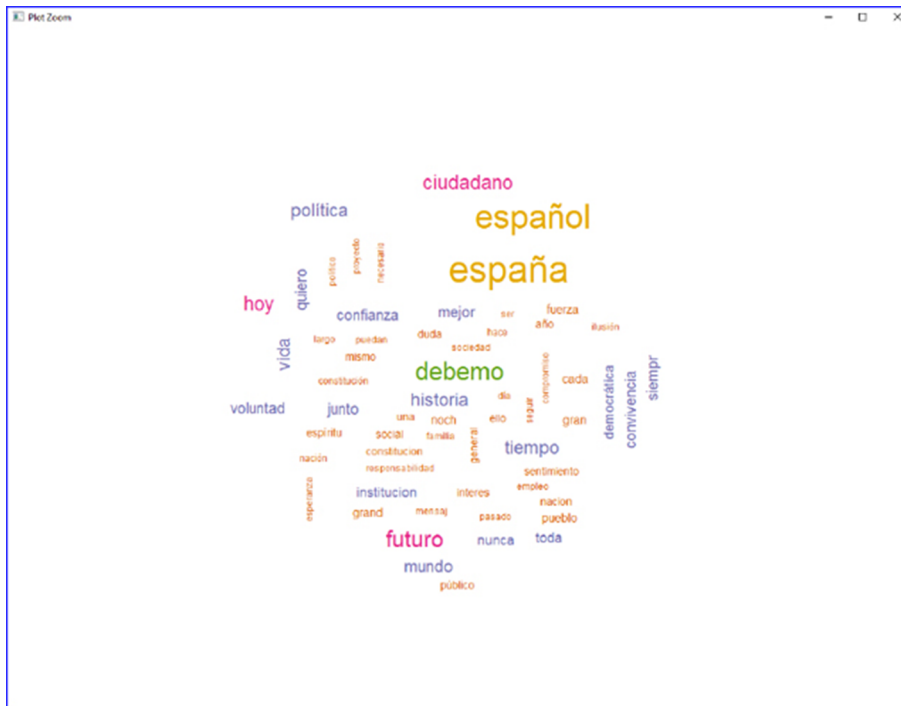 Plot Zoom
ciudadano
política
español
político
proyecto
necesario
españa
quiero
hoy
confianza
mejor
ser
fuerza
año
ilusión
vida
largo
puedan
duda
hace
sociedad
mismo
debemo
compromiso
constitución
cada
democrática
convivencia
siempr
historia
día
seguir
voluntad
junto
una
noch
ello
gran
espíritu
social
familia
general
tiempo
constitucion
nación
responsabilidad
sentimiento
esperanza
institucion
interes
empleo
nacion
grand
mensaj
pasado
pueblo
futuro
nunca
toda
mundo
público